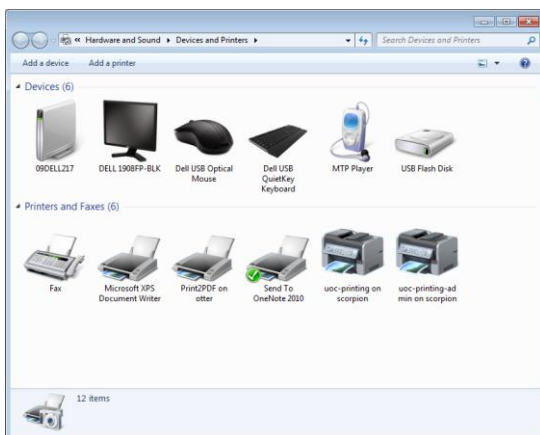 « Hardware and Sound ▸ Devices and Printers ▸
Search Devices and Printers
Add a device Add a printer
Devices (6)
09DELL217
DELL 1908FP-BLK
Dell USB Optical
Mouse
Dell USB
QuietKey
Keyboard
MTP Player
USB Flash Disk
Printers and Faxes (6)
Fax
Microsoft XPS
Document Writer
Print2PDF on
otter
Send To
OneNote 2010
uoc-printing on
scorpion
uoc-printing-ad
min on scorpion
12 items